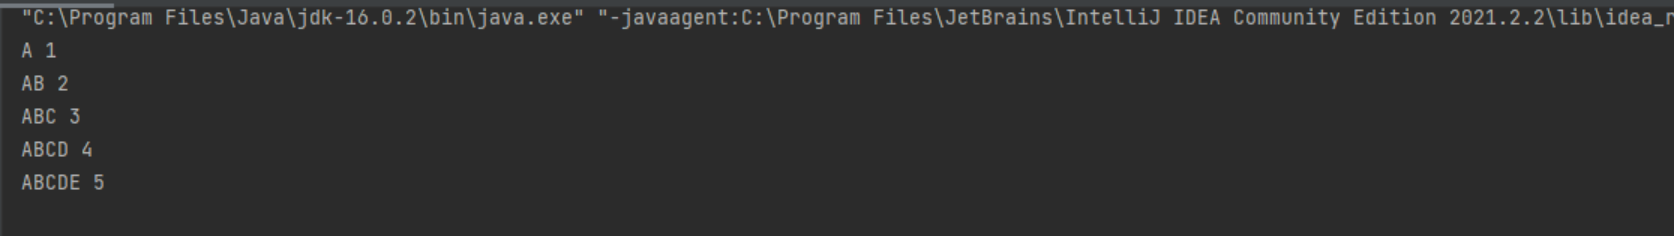 "C:\Program Files\Java\jdk-16.0.2\bin\java.exe" "-javaagent:C:\Program Files\JetBrains\IntelliJ IDEA Community Edition 2021.2.2\lib\idea_r
A 1
AB 2
ABC 3
ABCD 4
ABCDE 5